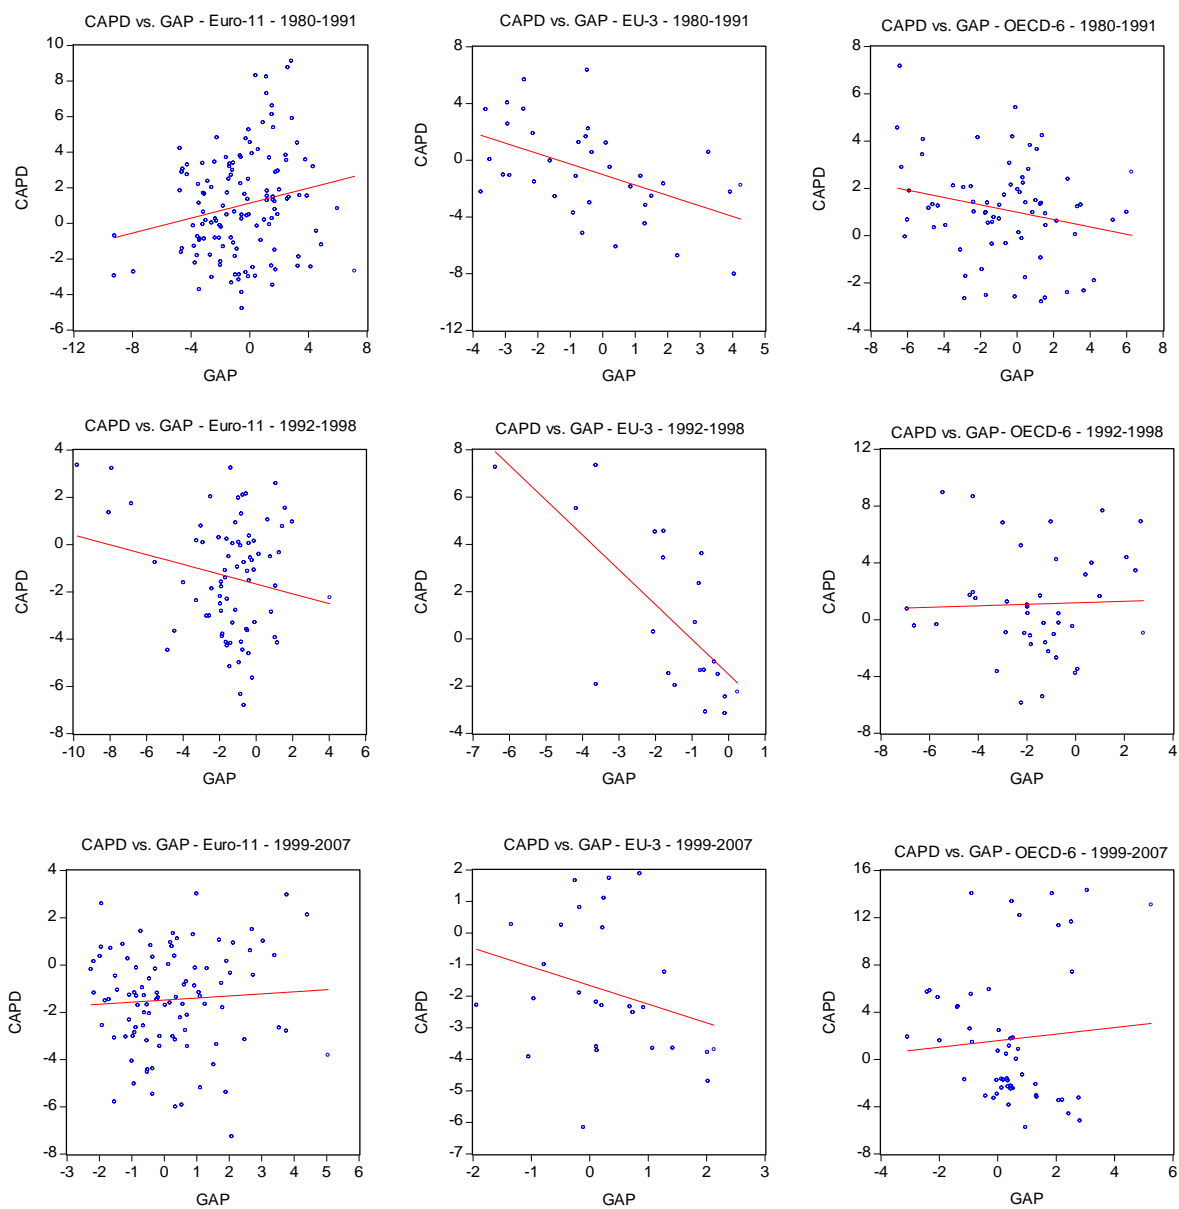 CAPD vs. GAP - Euro-11 - 1980-1991
10
8
6
4
2
0
-2
-4
-6
CAPD
-12 -8 -4 0 4 8
GAP
CAPD vs. GAP - EU-3 - 1980-1991
8
4
0
-4
-8
-12
CAPD
-4 -3 -2 -1 0 1 2 3 4 5
GAP
CAPD vs. GAP - OECD-6 - 1980-1991
8
6
4
2
0
-2
-4
CAPD
-8 -6 -4 -2 0 2 4 6 8
GAP
CAPD vs. GAP - Euro-11 - 1992-1998
4
2
0
-2
-4
-6
-8
CAPD
-10 -8 -6 -4 -2 0 2 4 6
GAP
CAPD vs. GAP - EU-3 - 1992-1998
8
6
4
2
0
-2
-4
CAPD
-7 -6 -5 -4 -3 -2 -1 0 1
GAP
CAPD vs. GAP - OECD-6 - 1992-1998
12
8
4
0
-4
-8
CAPD
-8 -6 -4 -2 0 2 4
GAP
CAPD vs. GAP - Euro-11 - 1999-2007
4
2
0
-2
-4
-6
-8
CAPD
-3 -2 -1 0 1 2 3 4 5 6
GAP
CAPD vs. GAP - EU-3 - 1999-2007
2
1
0
-1
-2
-3
-4
-5
-6
-7
CAPD
-2 -1 0 1 2 3
GAP
CAPD vs. GAP - OECD-6 - 1999-2007
16
12
8
4
0
-4
-8
CAPD
-4 -2 0 2 4 6
GAP